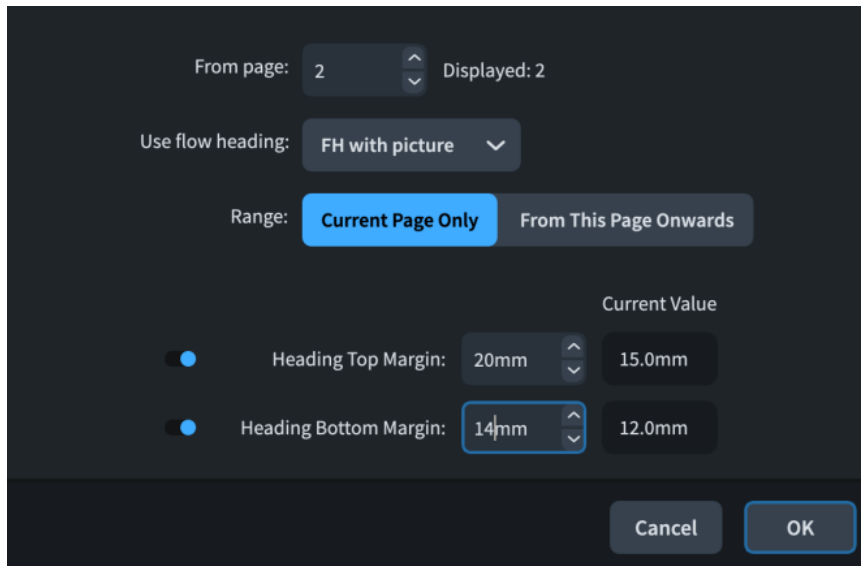 From page: 2 Displayed: 2
Use flow heading: FH with picture
Range: Current Page Only From This Page Onwards
Current Value
Heading Top Margin: 20mm 15.0mm
Heading Bottom Margin: 14mm 12.0mm
Cancel OK